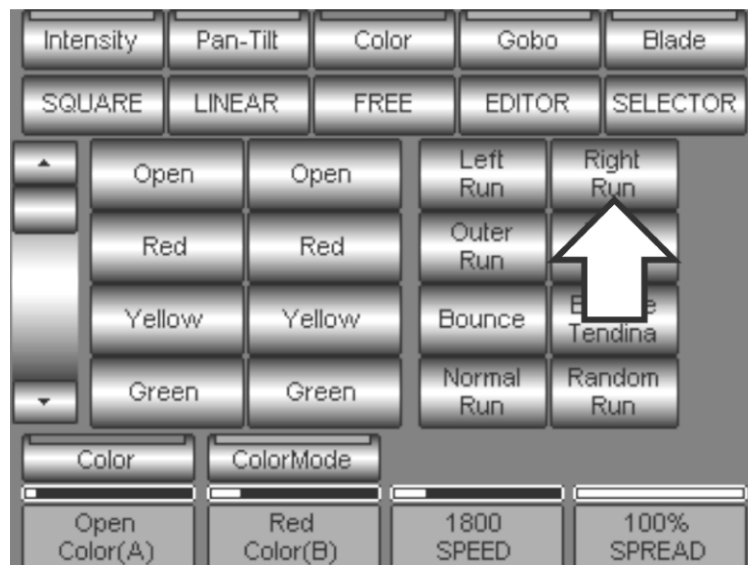 Intensity Pan-Tilt Color Gobo Blade
SQUARE LINEAR FREE EDITOR SELECTOR
Open Open Left Run Right Run
Red Red Outer Run
Yellow Yellow Bounce Tendina
Green Green Normal Run Random Run
Color ColorMode
Open Red 1800 100%
Color(A) Color(B) SPEED SPREAD